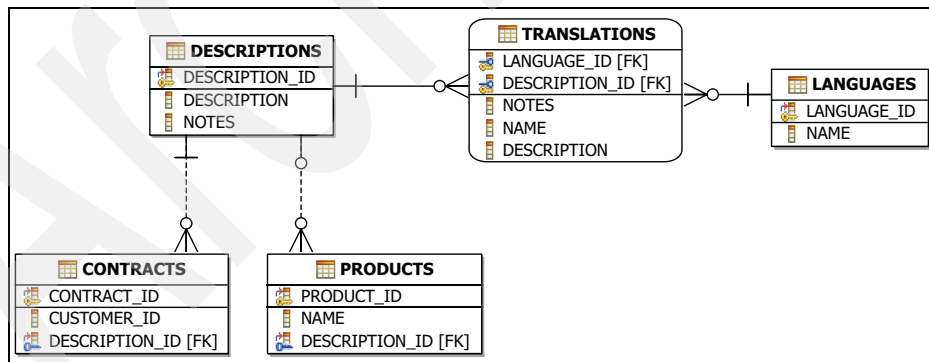 DESCRIPTIONS
DESCRIPTION_ID
DESCRIPTION
NOTES
TRANSLATIONS
LANGUAGE_ID [FK]
DESCRIPTION_ID [FK]
NOTES
NAME
DESCRIPTION
LANGUAGES
LANGUAGE_ID
NAME
CONTRACTS
CONTRACT_ID
CUSTOMER_ID
DESCRIPTION_ID [FK]
PRODUCTS
PRODUCT_ID
NAME
DESCRIPTION_ID [FK]